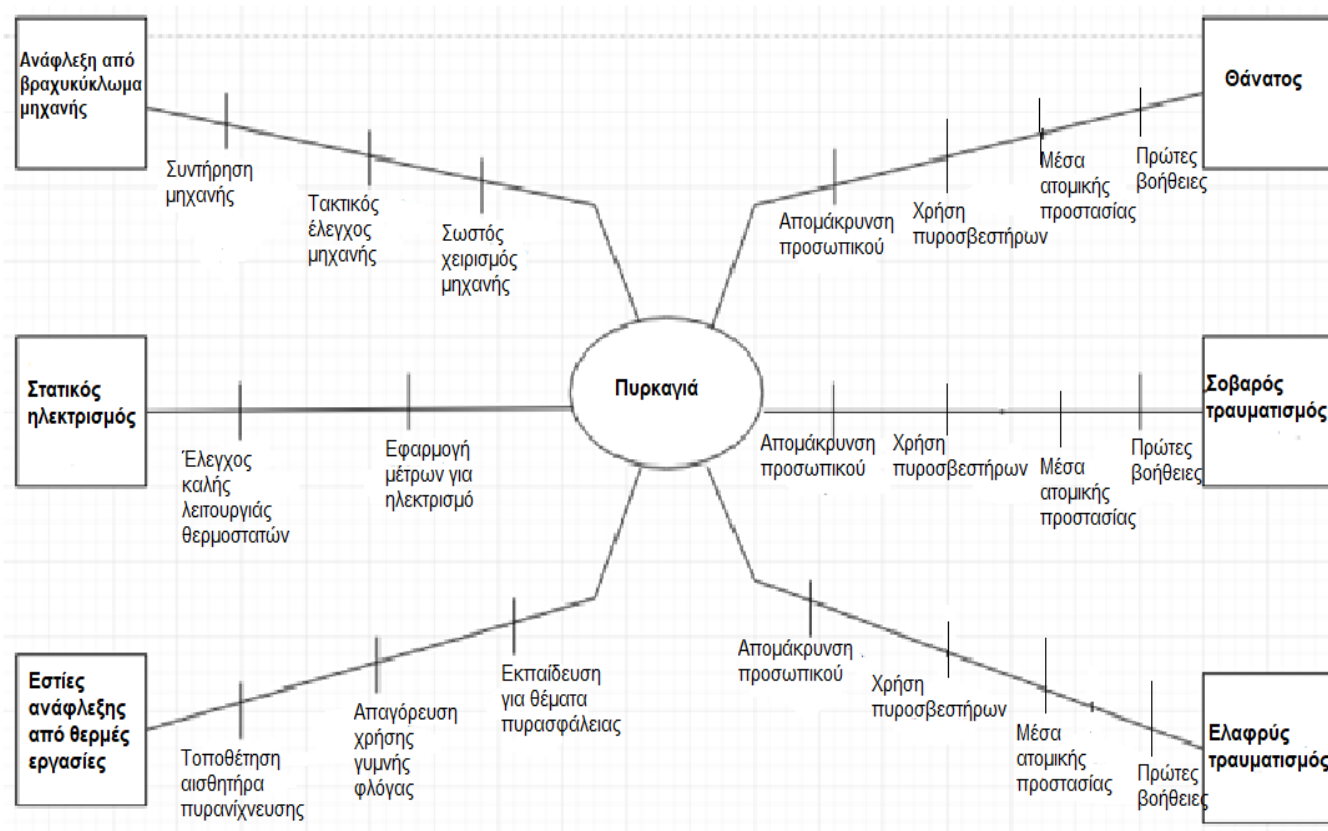 Ανάφλεξη από
βραχυκύκλωμα
μηχανής
Συντήρηση
μηχανής
Τακτικός
έλεγχος
μηχανής
Σωστός
χειρισμός
μηχανής
Απομάκρυνση
προσωπικού
Χρήση
πυροσβεστήρων
Μέσα
ατομικής
προστασίας
Πρώτες
βοήθειες
Θάνατος
Στατικός
ηλεκτρισμός
Έλεγχος
καλής
λειτουργιάς
θερμοστατών
Εφαρμογή
μέτρων για
ηλεκτρισμό
Πυρκαγιά
Απομάκρυνση
προσωπικού
Χρήση
πυροσβεστήρων
Μέσα
ατομικής
προστασίας
Πρώτες
βοήθειες
Σοβαρός
τραυματισμός
Εστίες
ανάφλεξης
από θερμές
εργασίες
Τοποθέτηση
αισθητήρα
πυρανίχνευσης
Απαγόρευση
χρήσης
γυμνής
φλόγας
Εκπαίδευση
για θέματα
πυρασφάλειας
Απομάκρυνση
προσωπικού
Χρήση
πυροσβεστήρων
Μέσα
ατομικής
προστασίας
Πρώτες
βοήθειες
Ελαφρύς
τραυματισμός